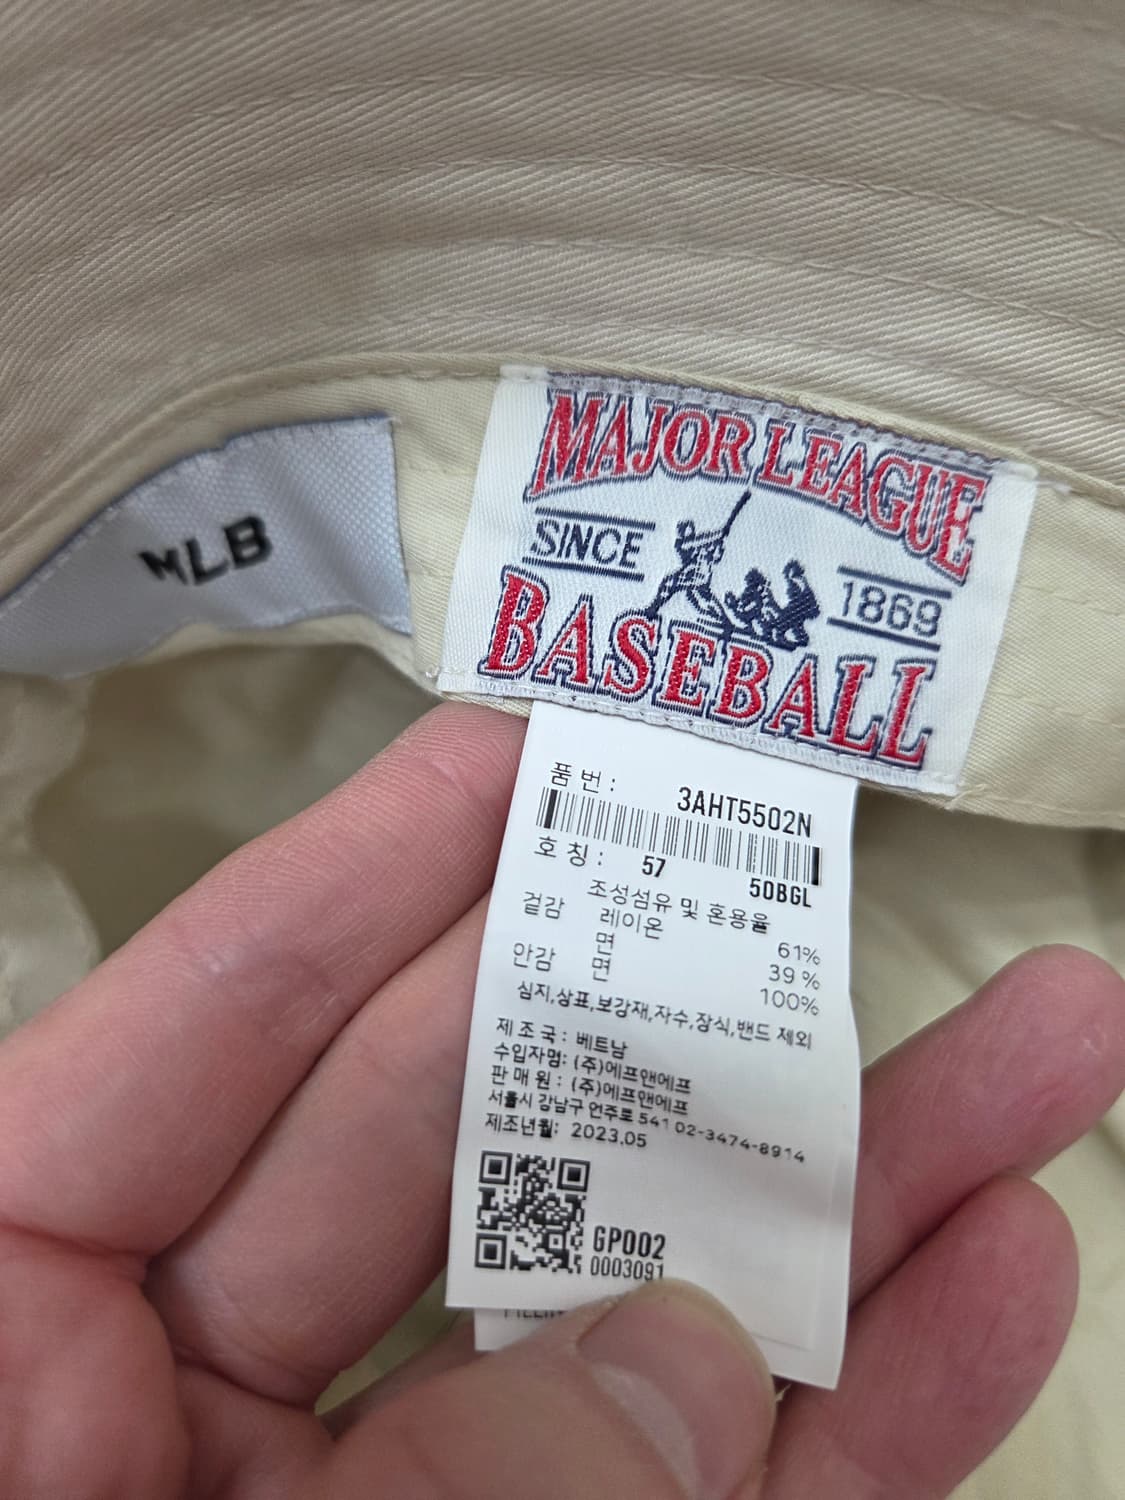 MLB
MAJOR LEAGUE
SINCE 1869
BASEBALL
품 번 : 3AHT5502N
호 칭 : 57 50BGL
조성섬유 및 혼용율
겉감 레이온 61%
면 39 %
안감 면 100%
심지,상표,보강재,자수,장식,밴드 제외
제 조 국 : 베트남
수입자명: (주)에프앤에프
판 매 원 : (주)에프앤에프
서울시 강남구 언주로 541 02-3474-8914
제조년월: 2023.05
GP002
0003091